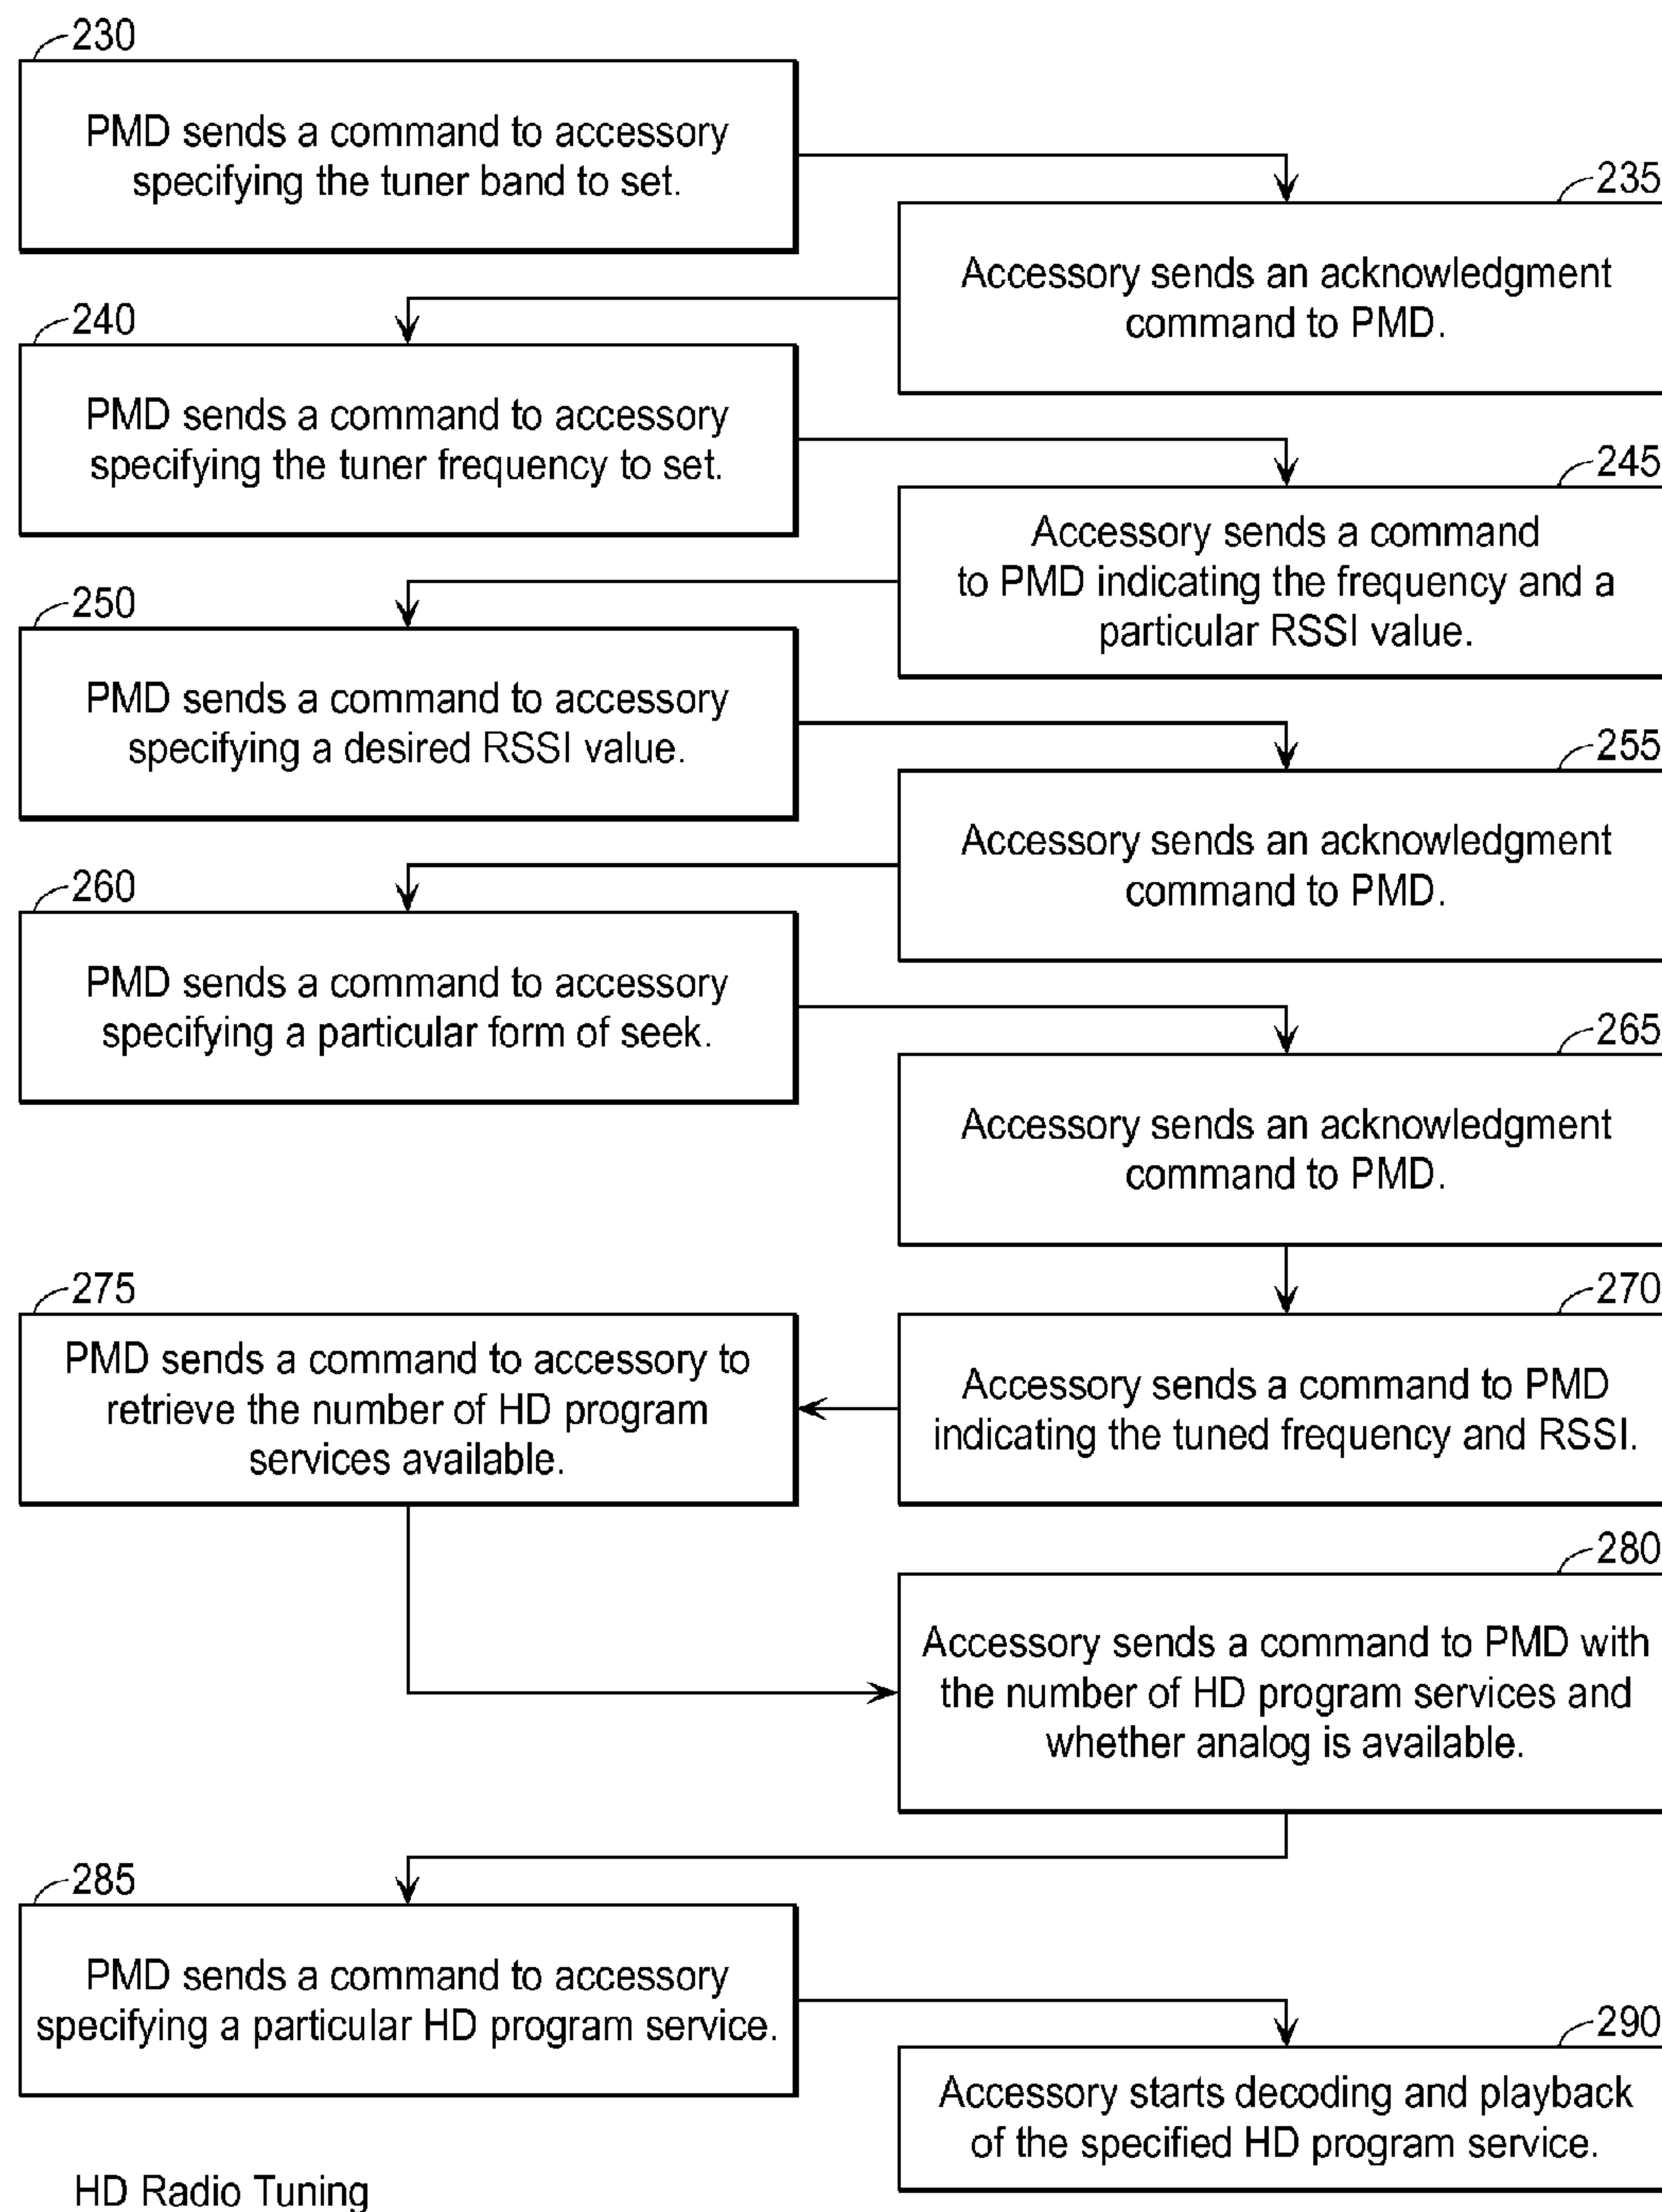 230
PMD sends a command to accessory
specifying the tuner band to set.
235
Accessory sends an acknowledgment
command to PMD.
240
PMD sends a command to accessory
specifying the tuner frequency to set.
245
Accessory sends a command
to PMD indicating the frequency and a
particular RSSI value.
250
PMD sends a command to accessory
specifying a desired RSSI value.
255
Accessory sends an acknowledgment
command to PMD.
260
PMD sends a command to accessory
specifying a particular form of seek.
265
Accessory sends an acknowledgment
command to PMD.
270
Accessory sends a command to PMD
indicating the tuned frequency and RSSI.
275
PMD sends a command to accessory to
retrieve the number of HD program
services available.
280
Accessory sends a command to PMD with
the number of HD program services and
whether analog is available.
285
PMD sends a command to accessory
specifying a particular HD program service.
290
Accessory starts decoding and playback
of the specified HD program service.
HD Radio Tuning